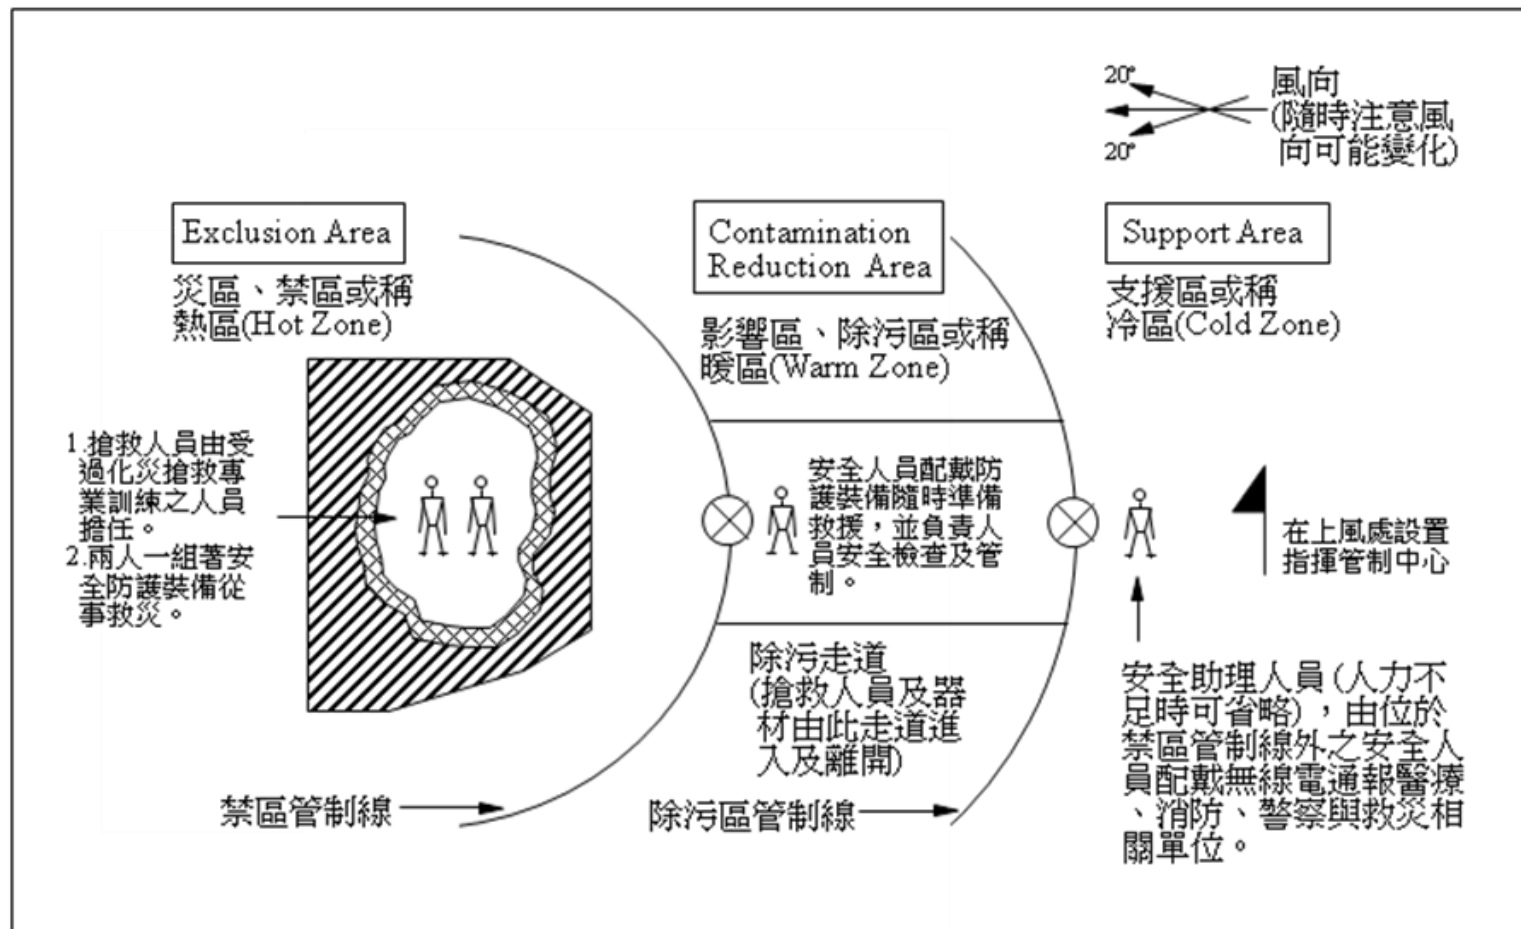 20°
20°
風向
(隨時注意風
向可能變化)
Exclusion Area
災區、禁區或稱
熱區(Hot Zone)
1.搶救人員由受
過化災搶救專
業訓練之人員
擔任。
2.兩人一組著安
全防護裝備從
事救災。
禁區管制線
Contamination
Reduction Area
影響區、除污區或稱
暖區(Warm Zone)
安全人員配戴防
護裝備隨時準備
救援，並負責人
員安全檢查及管
制。
除污走道
(搶救人員及器
材由此走道進
入及離開)
除污區管制線
Support Area
支援區或稱
冷區(Cold Zone)
在上風處設置
指揮管制中心
安全助理人員(人力不
足時可省略)，由位於
禁區管制線外之安全人
員配戴無線電通報醫療
、消防、警察與救災相
關單位。